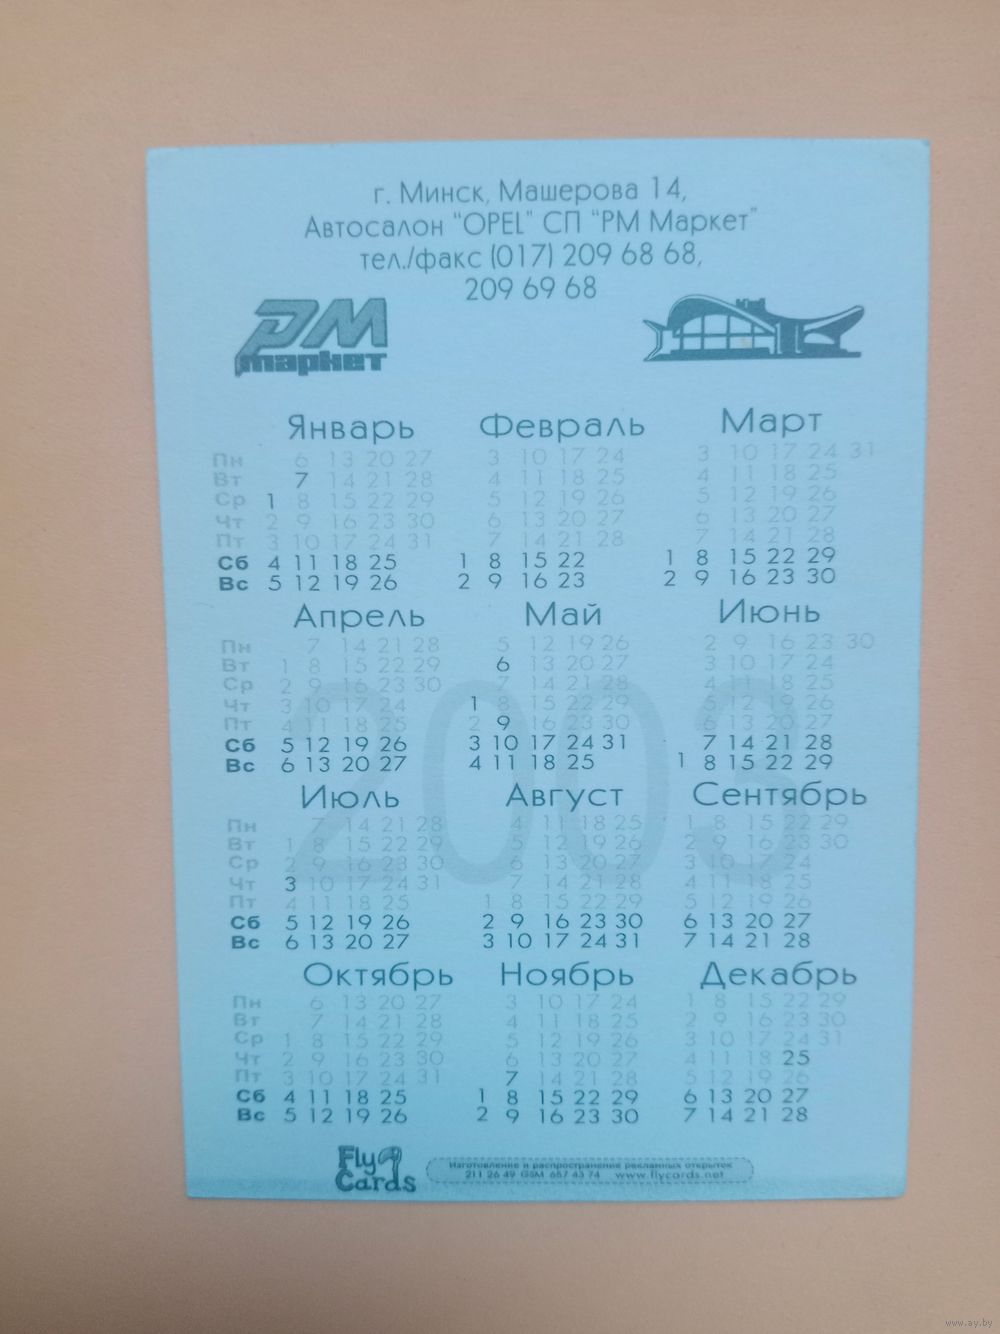 г. Минск, Машерова 14,
Автосалон "OPEL" СП "РМ Маркет"
тел./факс (017) 209 68 68,
209 69 68
РМ
маркет
Январь Февраль Март
Пн 6 13 20 27 3 10 17 24 3 10 17 24 31
Вт 7 14 21 28 4 11 18 25 4 11 18 25
Ср 1 8 15 22 29 5 12 19 26 5 12 19 26
Чт 2 9 16 23 30 6 13 20 27 6 13 20 27
Пт 3 10 17 24 31 7 14 21 28 7 14 21 28
Сб 4 11 18 25 1 8 15 22 1 8 15 22 29
Вс 5 12 19 26 2 9 16 23 2 9 16 23 30
Апрель Май Июнь
Пн 7 14 21 28 5 12 19 26 2 9 16 23 30
Вт 1 8 15 22 29 6 13 20 27 3 10 17 24
Ср 2 9 16 23 30 7 14 21 28 4 11 18 25
Чт 3 10 17 24 1 8 15 22 29 5 12 19 26
Пт 4 11 18 25 2 9 16 23 30 6 13 20 27
Сб 5 12 19 26 3 10 17 24 31 7 14 21 28
Вс 6 13 20 27 4 11 18 25 1 8 15 22 29
2003
Июль Август Сентябрь
Пн 7 14 21 28 4 11 18 25 1 8 15 22 29
Вт 1 8 15 22 29 5 12 19 26 2 9 16 23 30
Ср 2 9 16 23 30 6 13 20 27 3 10 17 24
Чт 3 10 17 24 31 7 14 21 28 4 11 18 25
Пт 4 11 18 25 1 8 15 22 29 5 12 19 26
Сб 5 12 19 26 2 9 16 23 30 6 13 20 27
Вс 6 13 20 27 3 10 17 24 31 7 14 21 28
Октябрь Ноябрь Декабрь
Пн 6 13 20 27 3 10 17 24 1 8 15 22 29
Вт 7 14 21 28 4 11 18 25 2 9 16 23 30
Ср 1 8 15 22 29 5 12 19 26 3 10 17 24 31
Чт 2 9 16 23 30 6 13 20 27 4 11 18 25
Пт 3 10 17 24 31 7 14 21 28 5 12 19 26
Сб 4 11 18 25 1 8 15 22 29 6 13 20 27
Вс 5 12 19 26 2 9 16 23 30 7 14 21 28
Fly
Cards
Изготовление и распространение рекламных открыток
211 26 49 GSM 657 43 74 www.flycards.net
www.ay.by